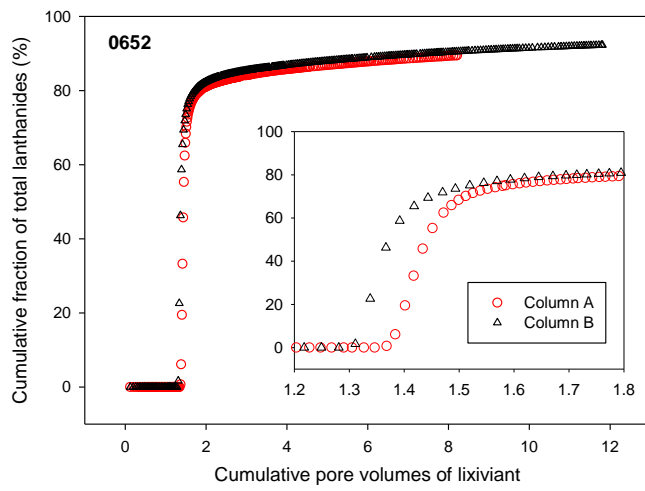 Cumulative fraction of total lanthanides (%)
100
80
60
40
20
0
0652
80
60
40
20
0
Column A
Column B
1.2 1.3 1.4 1.5 1.6 1.7 1.8
0 2 4 6 8 10 12
Cumulative pore volumes of lixiviant